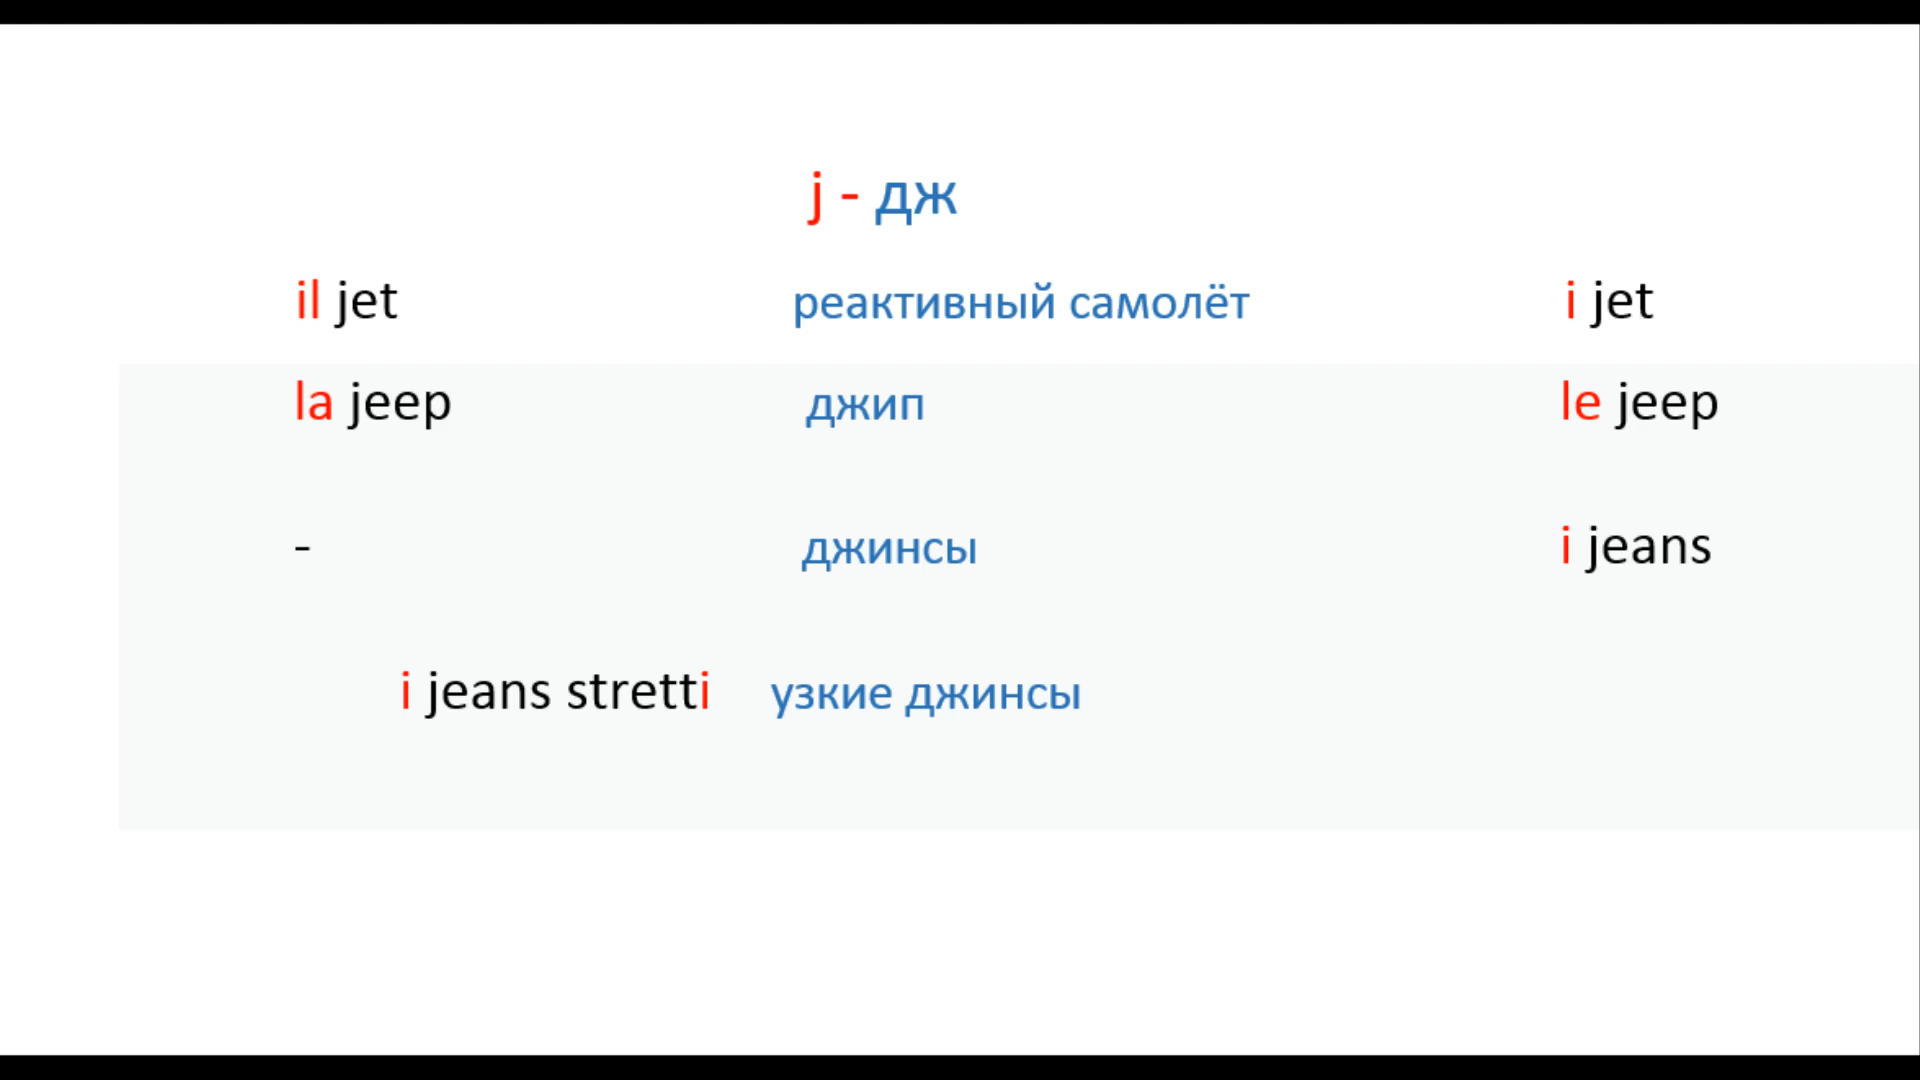 j - дж
il jet реактивный самолёт i jet
la jeep джип le jeep
- джинсы i jeans
i jeans stretti узкие джинсы